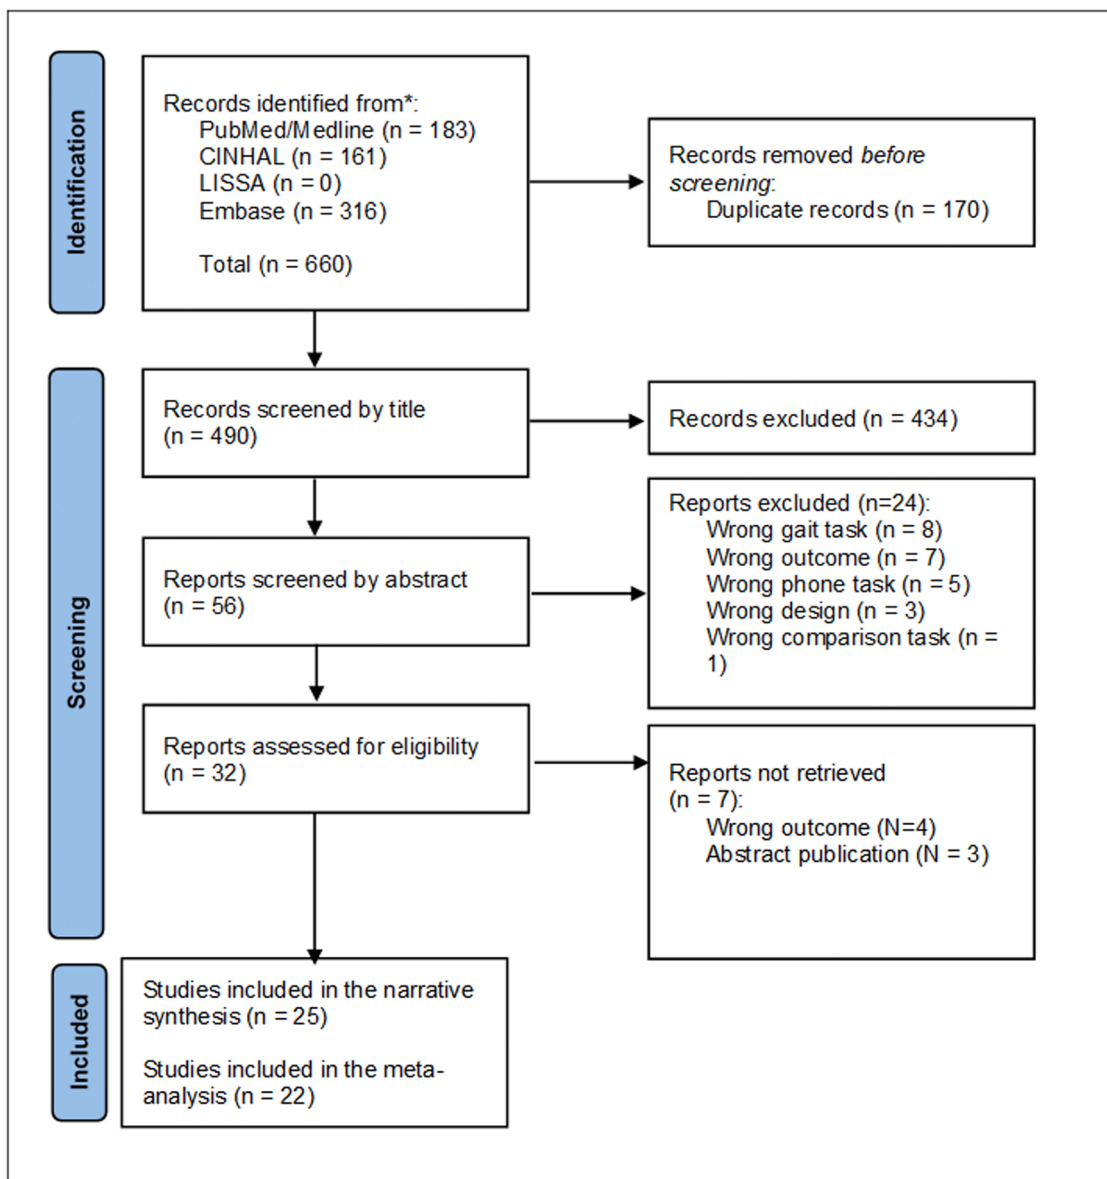 Identification
Records identified from*:
PubMed/Medline (n = 183)
CINHAL (n = 161)
LISSA (n = 0)
Embase (n = 316)
Total (n = 660)
Records removed before
screening:
Duplicate records (n = 170)
Screening
Records screened by title
(n = 490)
Records excluded (n = 434)
Reports screened by abstract
(n = 56)
Reports excluded (n=24):
Wrong gait task (n = 8)
Wrong outcome (n = 7)
Wrong phone task (n = 5)
Wrong design (n = 3)
Wrong comparison task (n =
1)
Reports assessed for eligibility
(n = 32)
Reports not retrieved
(n = 7):
Wrong outcome (N=4)
Abstract publication (N = 3)
Included
Studies included in the narrative
synthesis (n = 25)
Studies included in the meta-
analysis (n = 22)